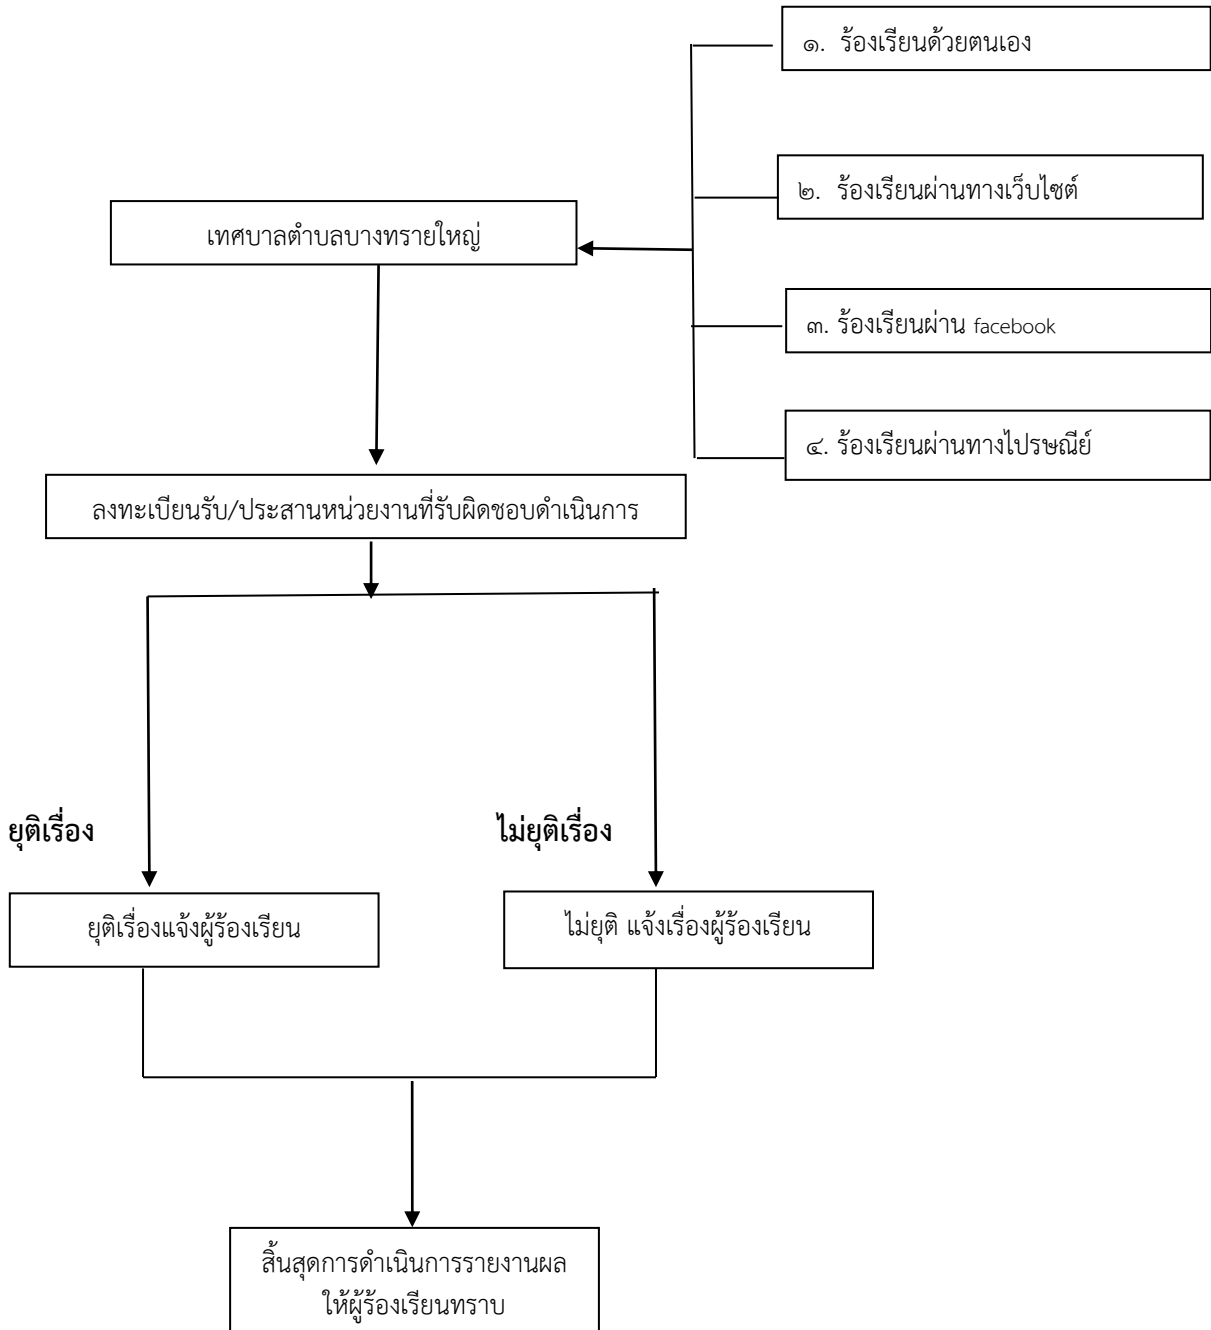 ๑. ร้องเรียนด้วยตนเอง
๒. ร้องเรียนผ่านทางเว็บไซต์
เทศบาลตำบลบางทรายใหญ่
๓. ร้องเรียนผ่าน facebook
๔. ร้องเรียนผ่านทางไปรษณีย์
ลงทะเบียนรับ/ประสานหน่วยงานที่รับผิดชอบดำเนินการ
ยุติเรื่อง
ไม่ยุติเรื่อง
ยุติเรื่องแจ้งผู้ร้องเรียน
ไม่ยุติ แจ้งเรื่องผู้ร้องเรียน
สิ้นสุดการดำเนินการรายงานผล
ให้ผู้ร้องเรียนทราบ